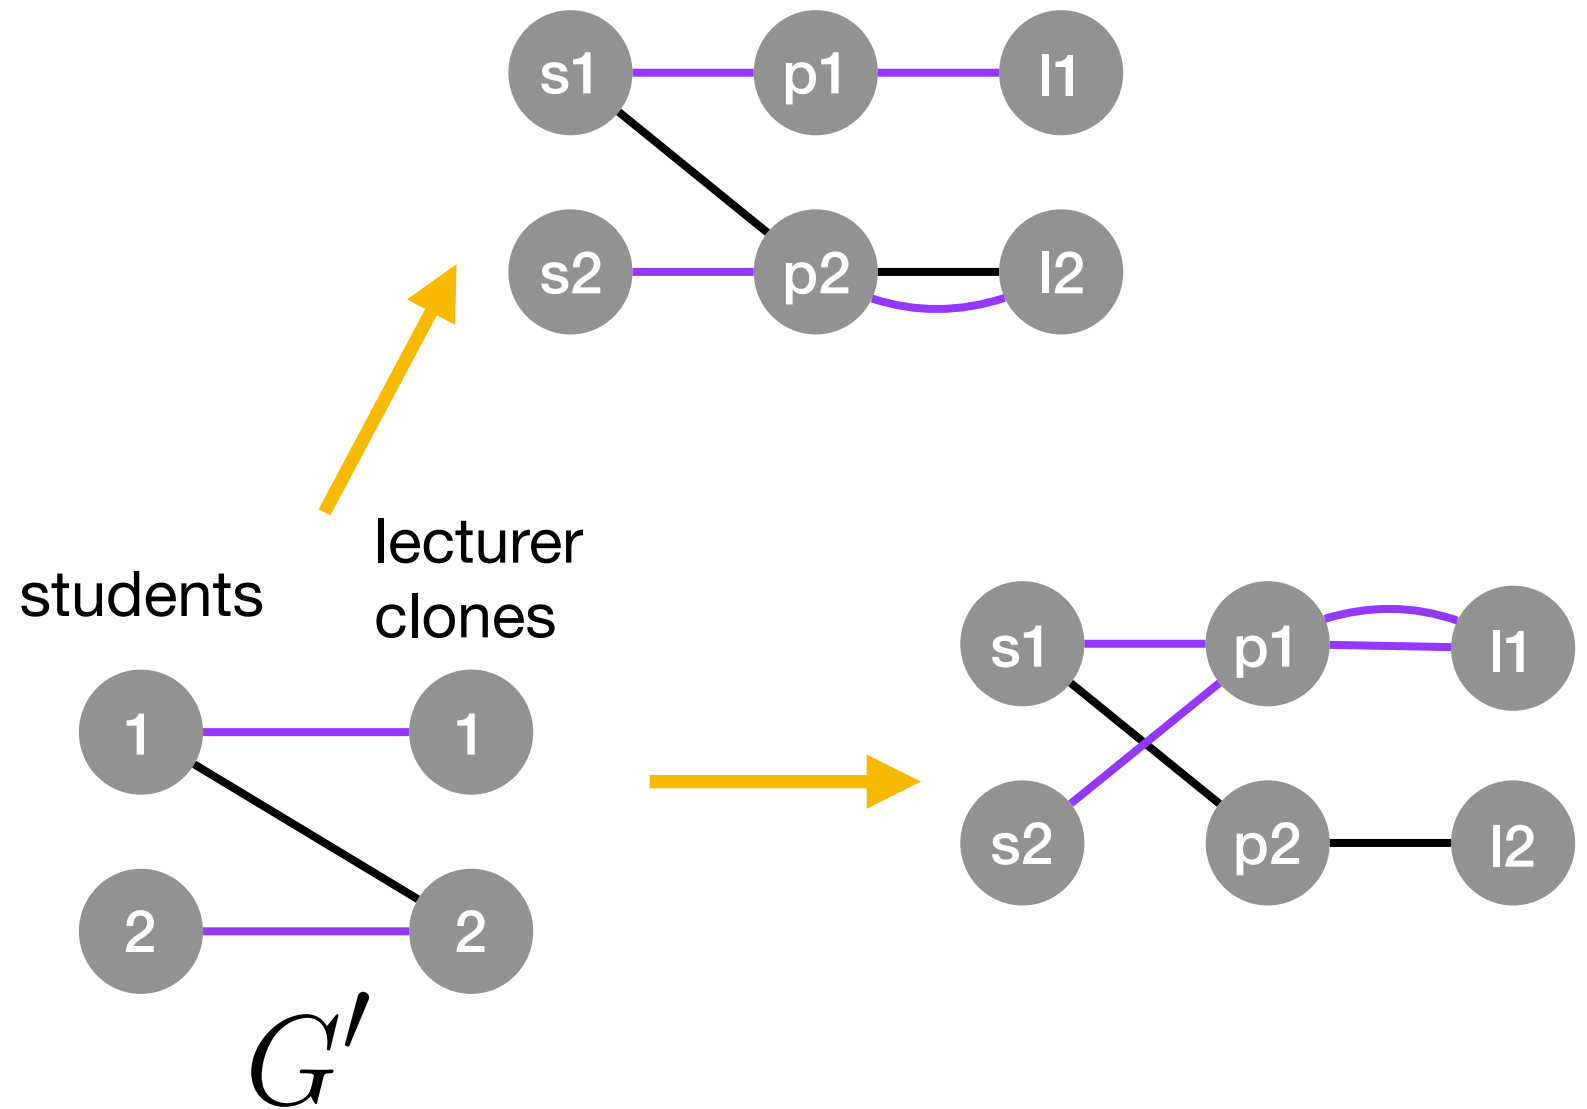 s1 p1 l1
s2 p2 l2
students
lecturer
clones
1 1
2 2
G′
s1 p1 l1
s2 p2 l2